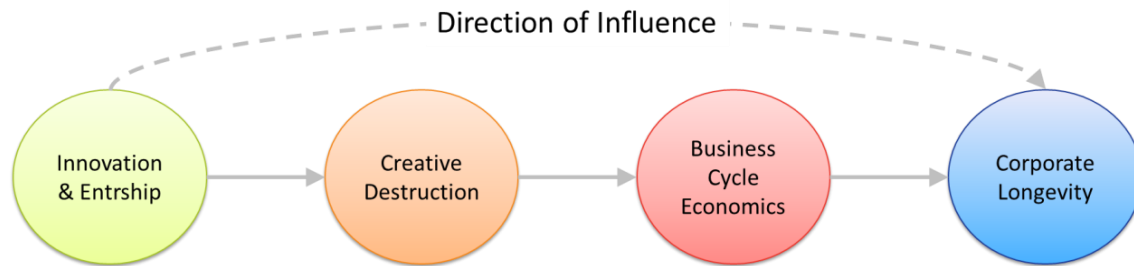 Direction of Influence
Innovation
& Entrship
Creative
Destruction
Business
Cycle
Economics
Corporate
Longevity